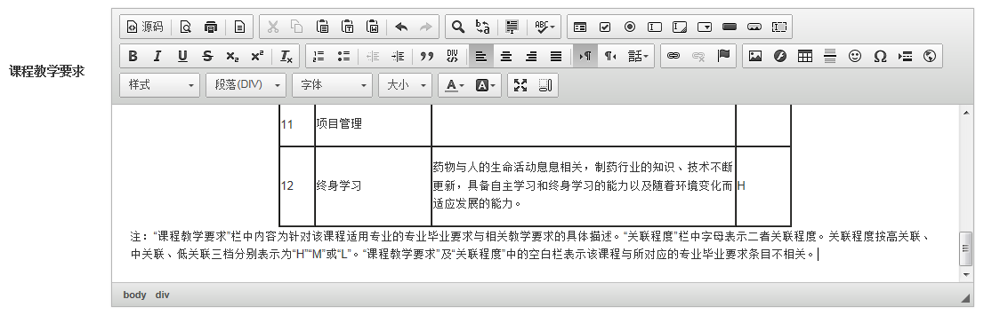 源码
ABC
B I U S x₂ x² Iₓ
DIV
話
样式 段落(DIV) 字体 大小 A A
课程教学要求
11 项目管理
12 终身学习 药物与人的生命活动息息相关，制药行业的知识、技术不断
更新，具备自主学习和终身学习的能力以及随着环境变化而 H
适应发展的能力。
注：“课程教学要求”栏中内容为针对该课程适用专业的专业毕业要求与相关教学要求的具体描述。“关联程度”栏中字母表示二者关联程度。关联程度按高关联、
中关联、低关联三档分别表示为“H”“M”或“L”。“课程教学要求”及“关联程度”中的空白栏表示该课程与所对应的专业毕业要求条目不相关。
body div